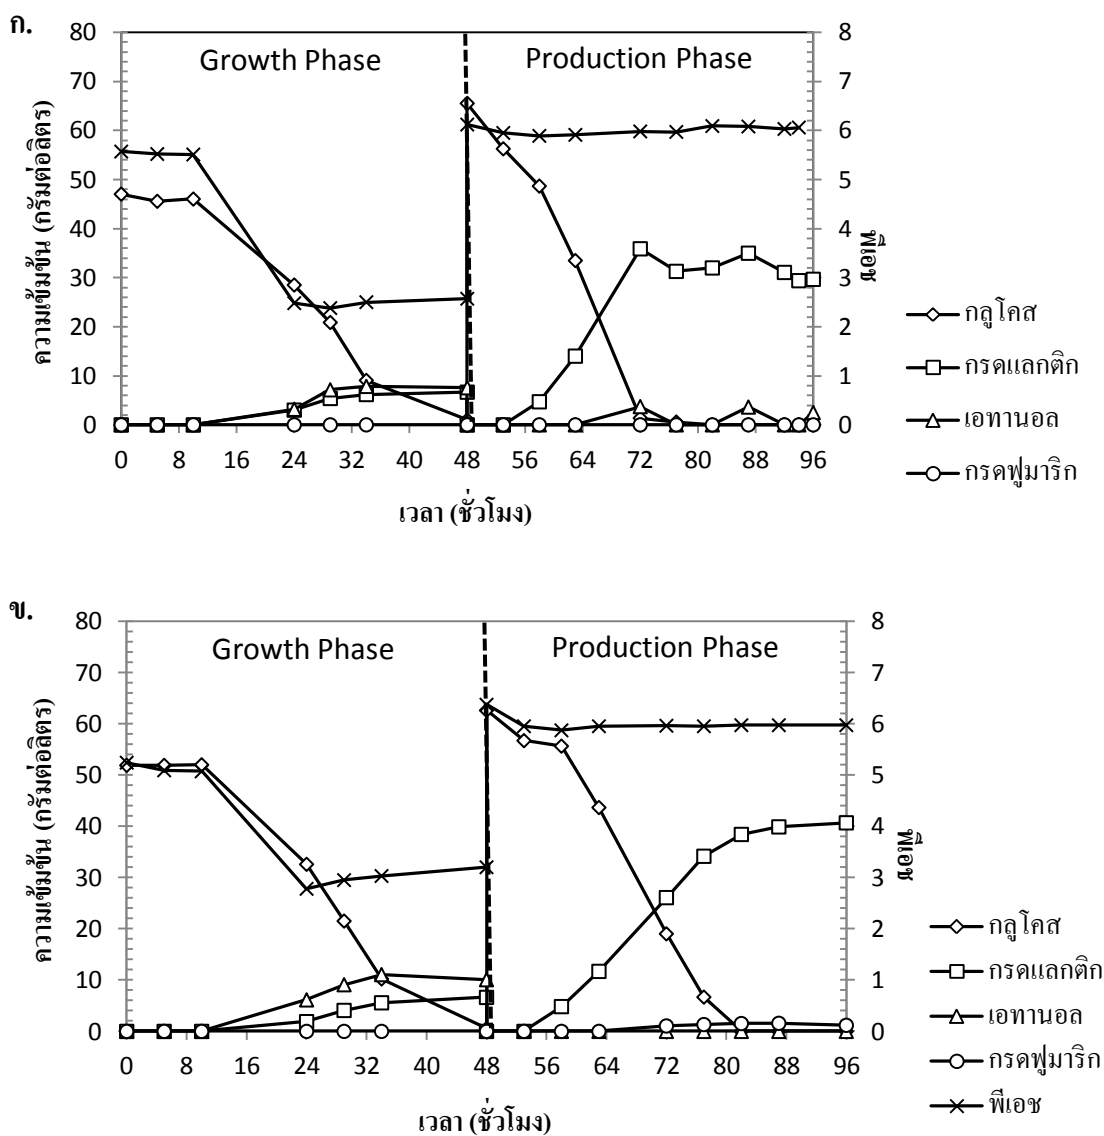 ก.
Growth Phase
Production Phase
80
70
60
50
40
30
20
10
0
8
7
6
5
4
3
2
1
0
ความเข้มข้น (กรัมต่อลิตร)
พีเอช
0 8 16 24 32 40 48 56 64 72 80 88 96
เวลา (ชั่วโมง)
กลูโคส
กรดแลกติก
เอทานอล
กรดฟูมาริก
ข.
Growth Phase
Production Phase
80
70
60
50
40
30
20
10
0
8
7
6
5
4
3
2
1
0
ความเข้มข้น (กรัมต่อลิตร)
พีเอช
0 8 16 24 32 40 48 56 64 72 80 88 96
เวลา (ชั่วโมง)
กลูโคส
กรดแลกติก
เอทานอล
กรดฟูมาริก
พีเอช